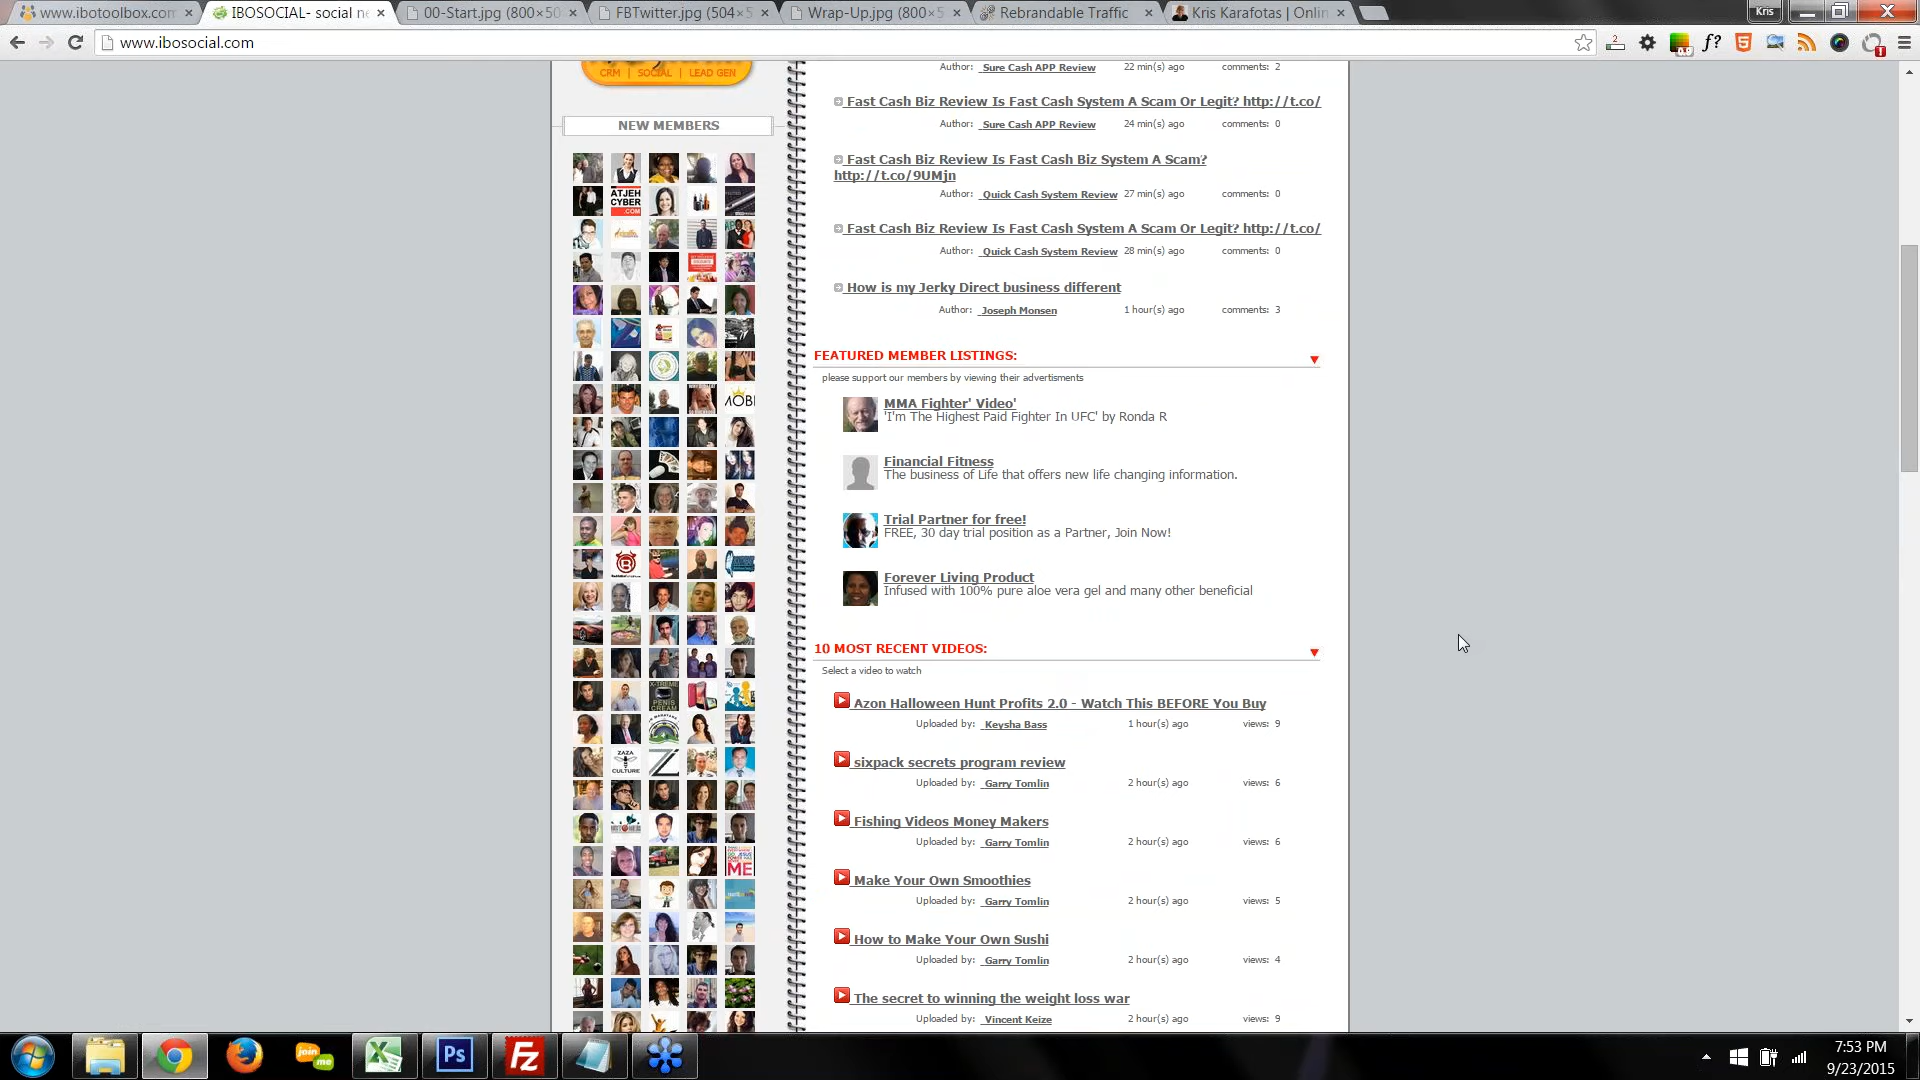 www.ibotoolbox.com
IBOSOCIAL- social ne
00-Start.jpg (800×50
FBTwitter.jpg (504×5
Wrap-Up.jpg (800×5
Rebrandable Traffic
Kris Karafotas | Onlin
Kris
www.ibosocial.com
2
f?
CRM | SOCIAL | LEAD GEN
NEW MEMBERS
ATJEH
CYBER
.COM
MOBI
ZAZA
CULTURE
ME
Author: Sure Cash APP Review 22 min(s) ago comments: 2
Fast Cash Biz Review Is Fast Cash System A Scam Or Legit? http://t.co/
Author: Sure Cash APP Review 24 min(s) ago comments: 0
Fast Cash Biz Review Is Fast Cash Biz System A Scam?
http://t.co/9UMjn
Author: Quick Cash System Review 27 min(s) ago comments: 0
Fast Cash Biz Review Is Fast Cash System A Scam Or Legit? http://t.co/
Author: Quick Cash System Review 28 min(s) ago comments: 0
How is my Jerky Direct business different
Author: Joseph Monsen 1 hour(s) ago comments: 3
FEATURED MEMBER LISTINGS:
please support our members by viewing their advertisments
MMA Fighter' Video'
'I'm The Highest Paid Fighter In UFC' by Ronda R
Financial Fitness
The business of Life that offers new life changing information.
Trial Partner for free!
FREE, 30 day trial position as a Partner, Join Now!
Forever Living Product
Infused with 100% pure aloe vera gel and many other beneficial
10 MOST RECENT VIDEOS:
Select a video to watch
Azon Halloween Hunt Profits 2.0 - Watch This BEFORE You Buy
Uploaded by: Keysha Bass 1 hour(s) ago views: 9
sixpack secrets program review
Uploaded by: Garry Tomlin 2 hour(s) ago views: 6
Fishing Videos Money Makers
Uploaded by: Garry Tomlin 2 hour(s) ago views: 6
Make Your Own Smoothies
Uploaded by: Garry Tomlin 2 hour(s) ago views: 5
How to Make Your Own Sushi
Uploaded by: Garry Tomlin 2 hour(s) ago views: 4
The secret to winning the weight loss war
Uploaded by: Vincent Keize 2 hour(s) ago views: 9
join
me
Ps
Fz
7:53 PM
9/23/2015